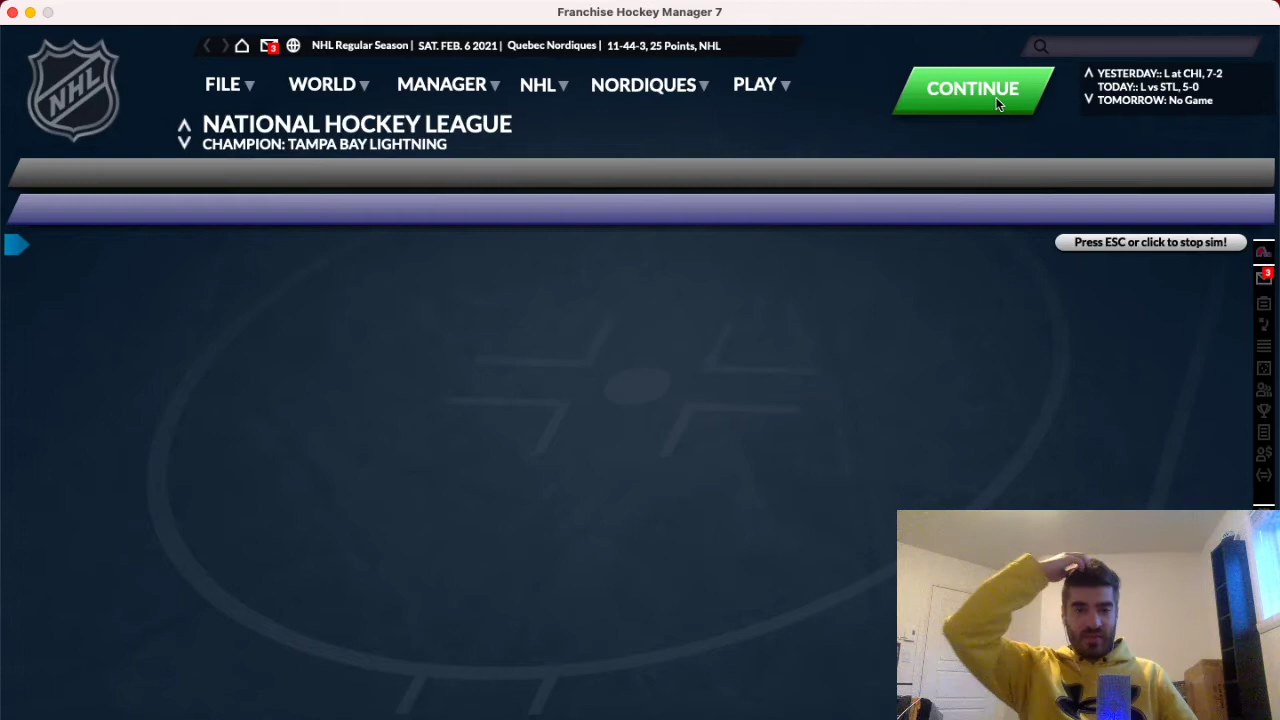 Franchise Hockey Manager 7
3
NHL Regular Season | SAT. FEB. 6 2021 | Quebec Nordiques | 11-44-3, 25 Points, NHL
FILE WORLD MANAGER NHL NORDIQUES PLAY
CONTINUE
YESTERDAY:: L at CHI, 7-2
TODAY:: L vs STL, 5-0
TOMORROW: No Game
NHL
NATIONAL HOCKEY LEAGUE
CHAMPION: TAMPA BAY LIGHTNING
Press ESC or click to stop sim!
3